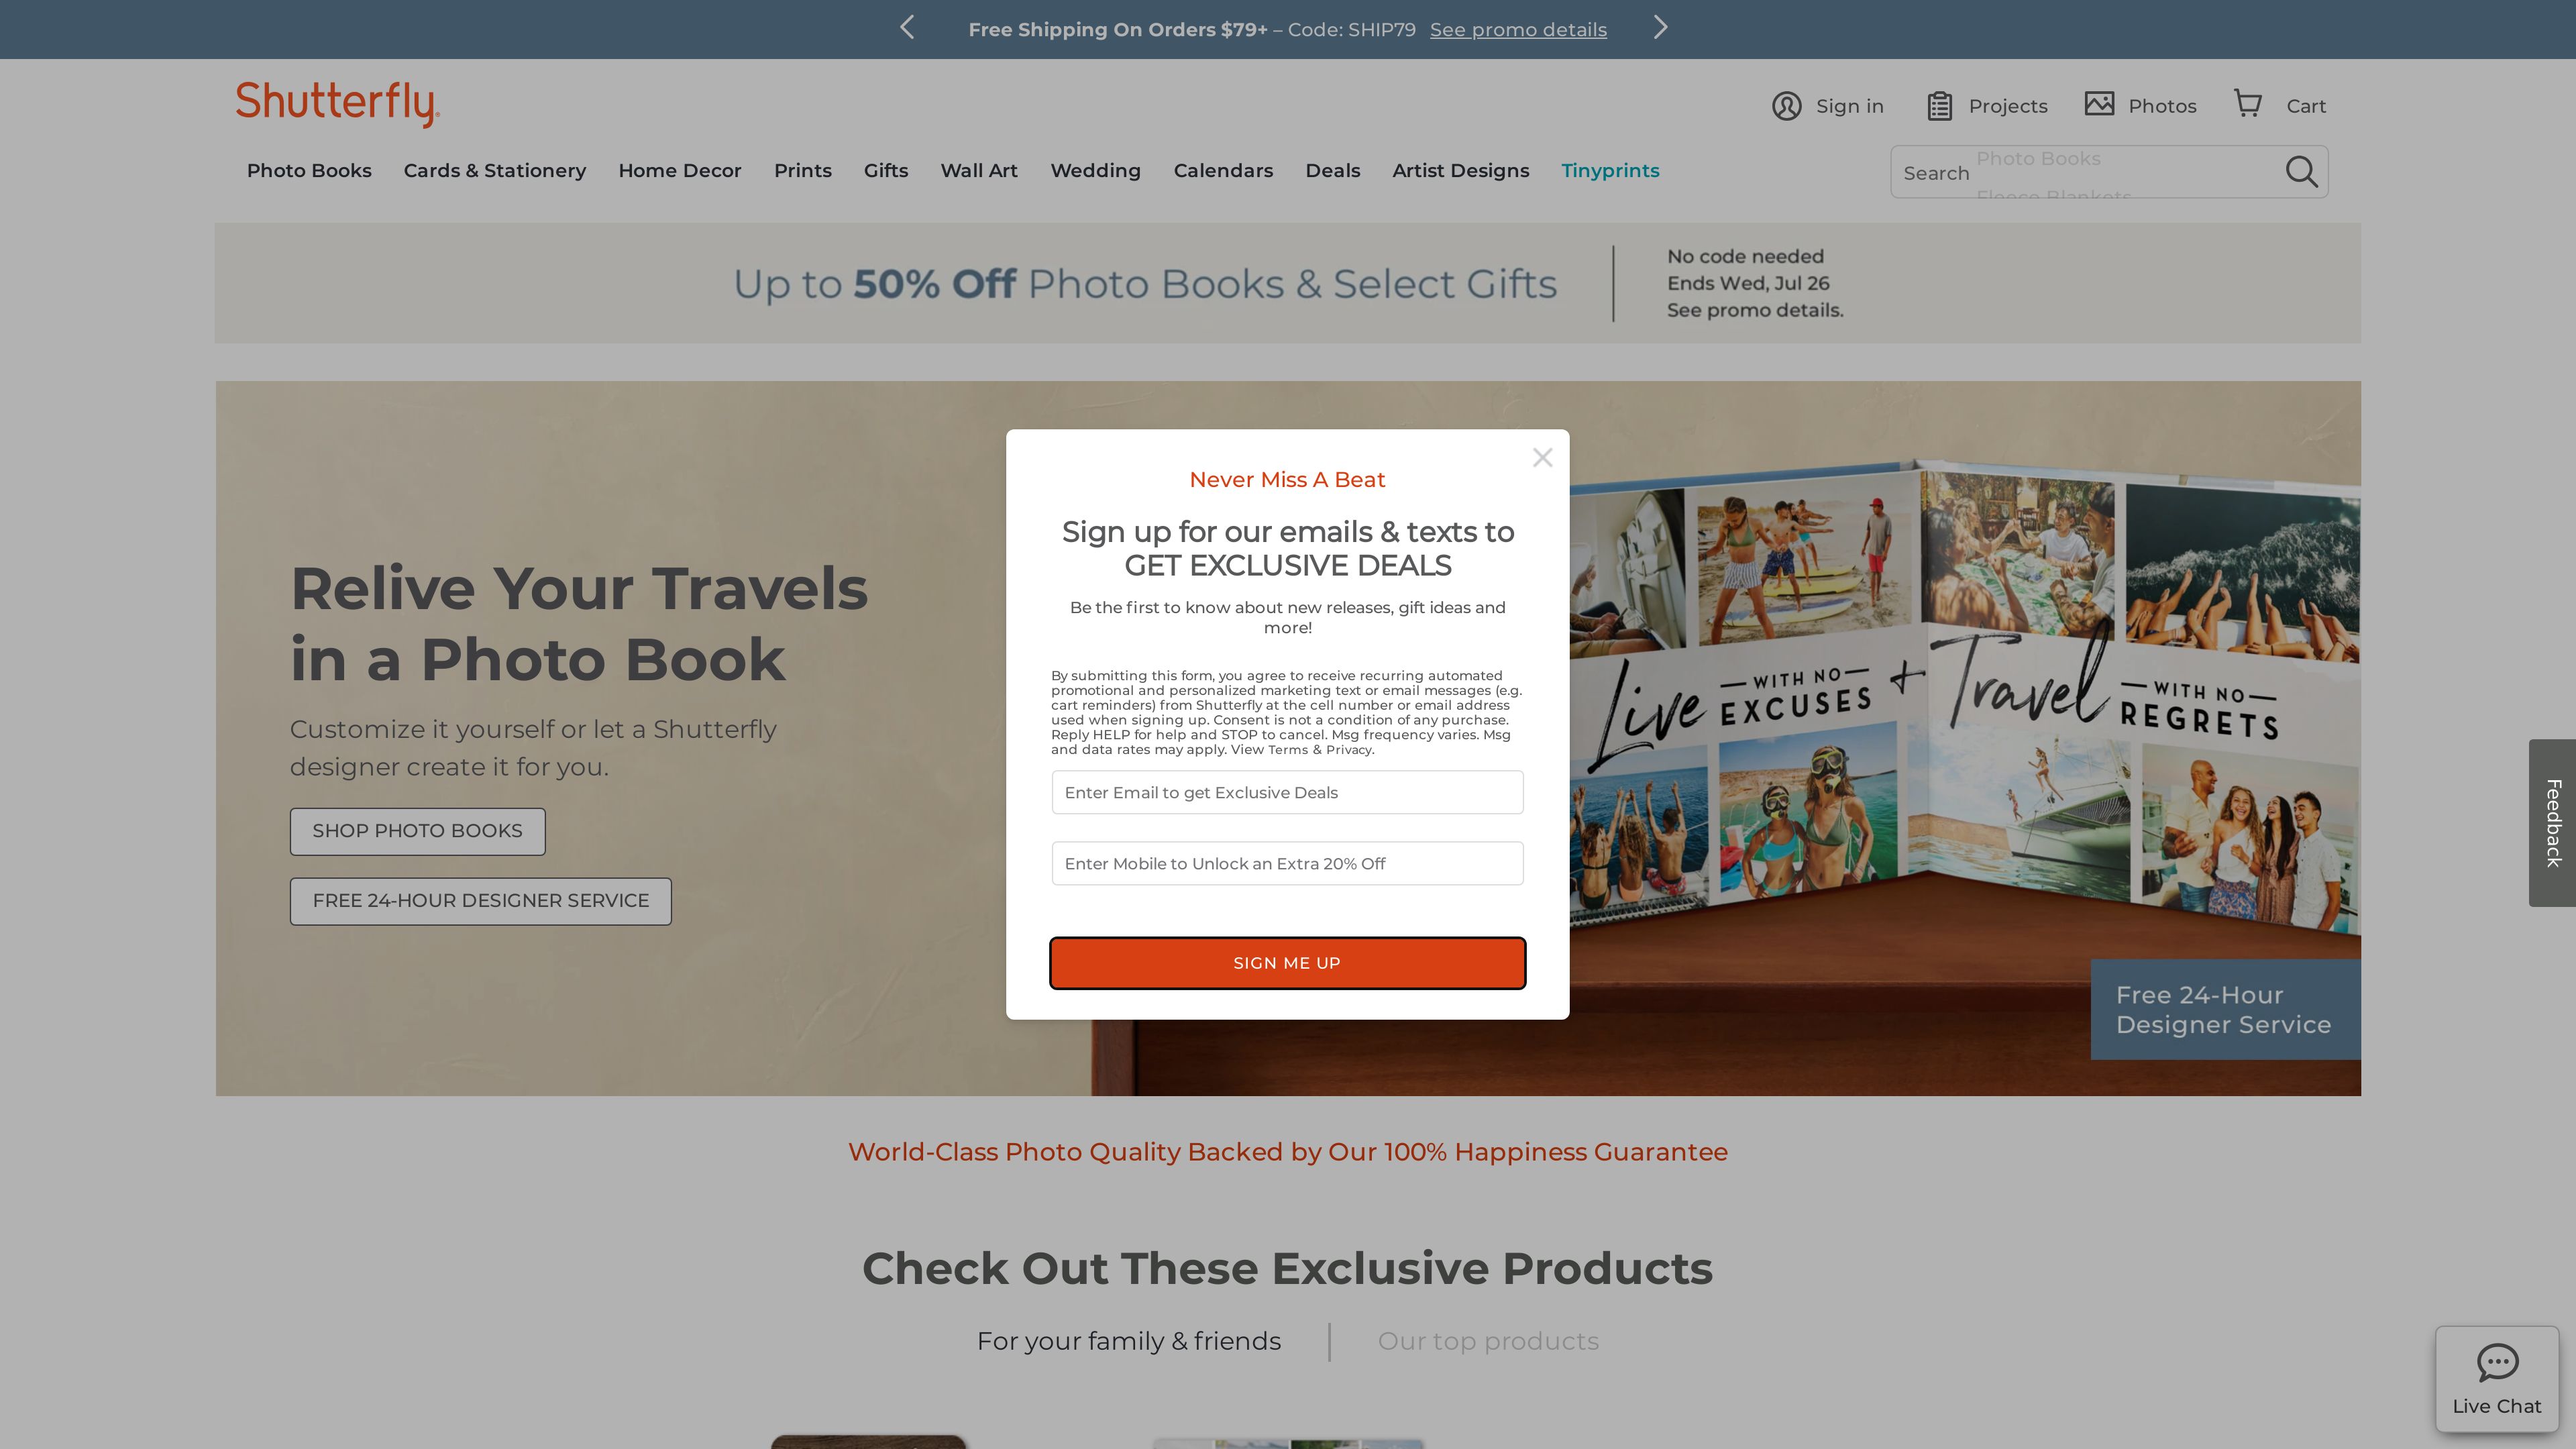 Free Shipping On Orders $79+ – Code: SHIP79 See promo details
Shutterfly
Sign in
Projects
Photos
Cart
Photo Books
Cards & Stationery
Home Decor
Prints
Gifts
Wall Art
Wedding
Calendars
Deals
Artist Designs
Tinyprints
Search
Photo Books
Fleece Blankets
Up to 50% Off Photo Books & Select Gifts
No code needed
Ends Wed, Jul 26
See promo details.
Relive Your Travels
in a Photo Book
Customize it yourself or let a Shutterfly
designer create it for you.
SHOP PHOTO BOOKS
FREE 24-HOUR DESIGNER SERVICE
Never Miss A Beat
Sign up for our emails & texts to
GET EXCLUSIVE DEALS
Be the first to know about new releases, gift ideas and
more!
By submitting this form, you agree to receive recurring automated
promotional and personalized marketing text or email messages (e.g.
cart reminders) from Shutterfly at the cell number or email address
used when signing up. Consent is not a condition of any purchase.
Reply HELP for help and STOP to cancel. Msg frequency varies. Msg
and data rates may apply. View Terms & Privacy.
Enter Email to get Exclusive Deals
Enter Mobile to Unlock an Extra 20% Off
SIGN ME UP
Live WITH NO EXCUSES + Travel WITH NO REGRETS
Free 24-Hour
Designer Service
Feedback
World-Class Photo Quality Backed by Our 100% Happiness Guarantee
Check Out These Exclusive Products
For your family & friends
Our top products
Live Chat